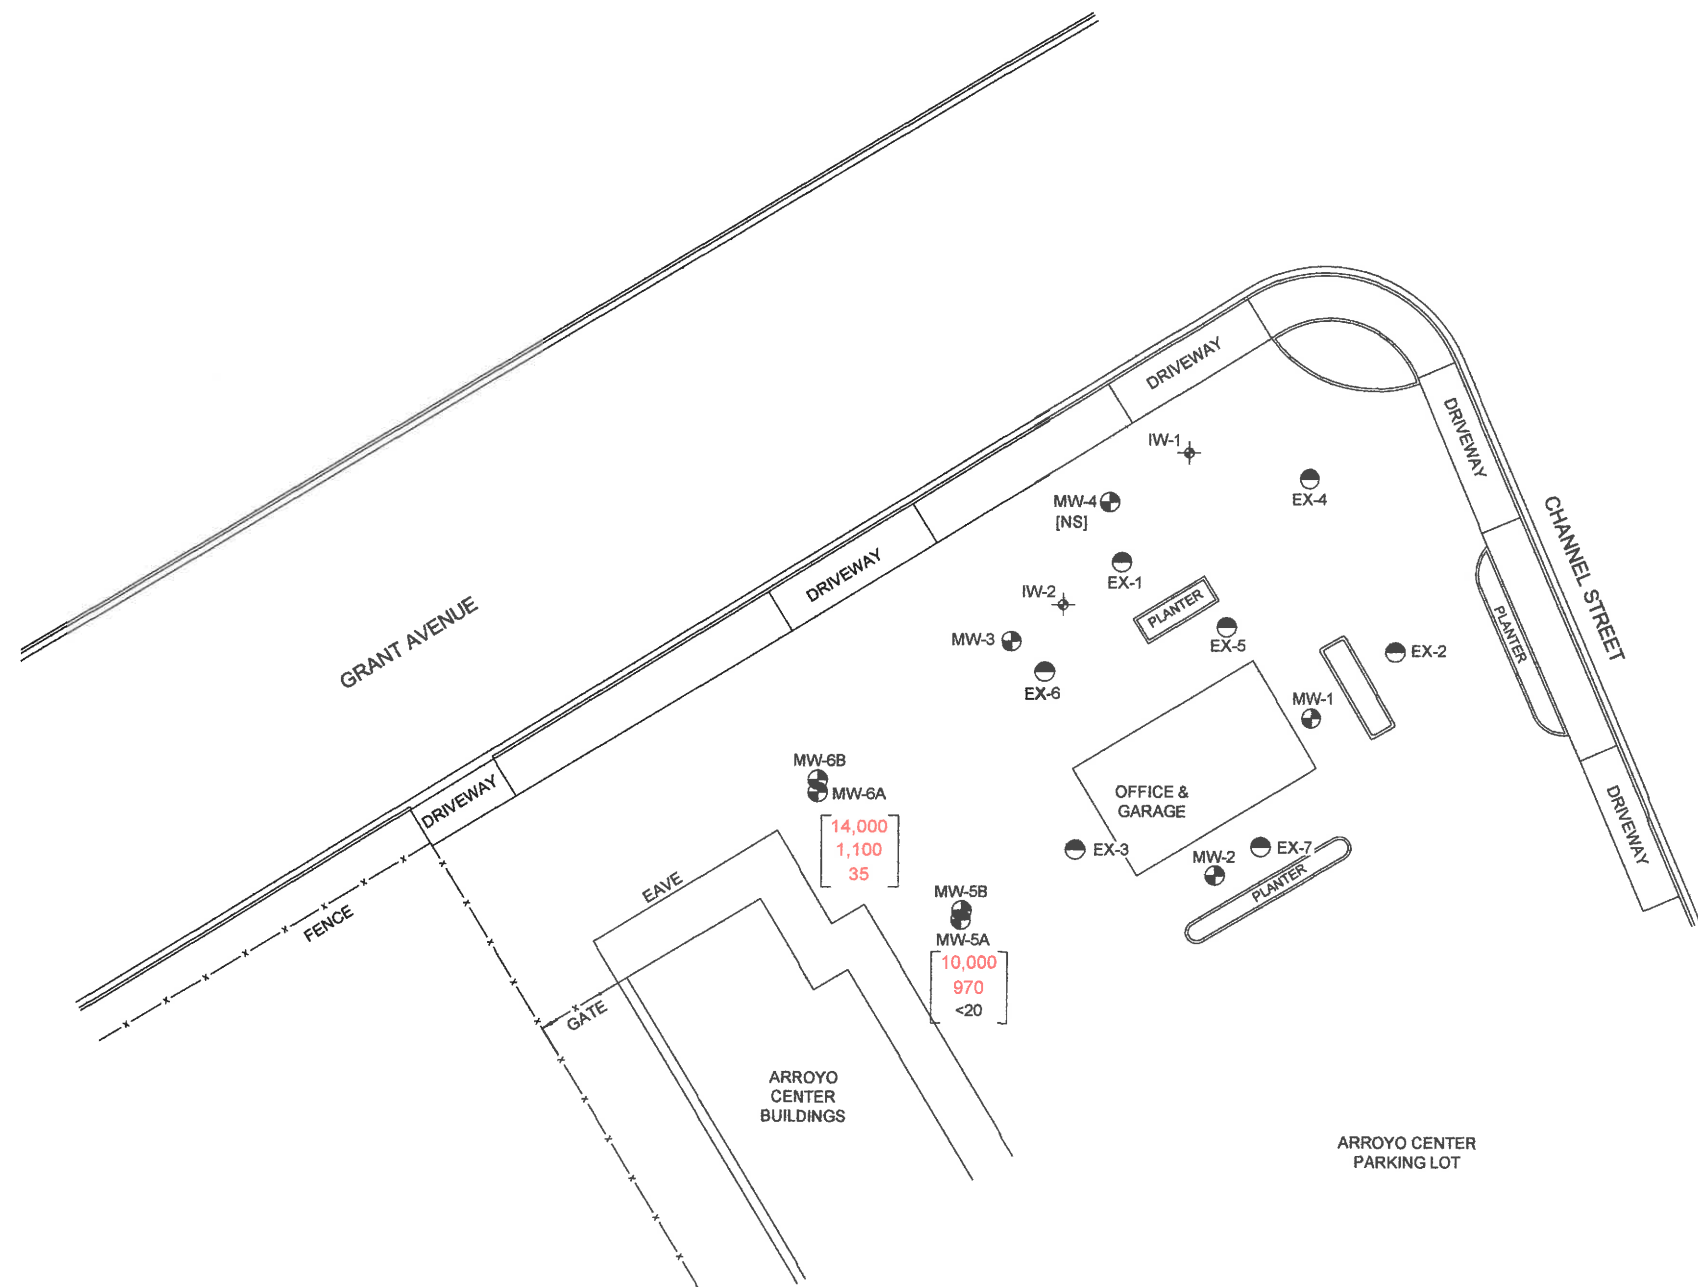 DRIVEWAY
IW-1
DRIVEWAY
MW-4
[NS]
EX-4
CHANNEL STREET
DRIVEWAY
EX-1
IW-2
PLANTER
GRANT AVENUE
MW-3
EX-5
PLANTER
EX-2
EX-6
MW-1
MW-6B
MW-6A
DRIVEWAY
OFFICE &
GARAGE
DRIVEWAY
14,000
1,100
35
EX-3
EX-7
MW-2
PLANTER
EAVE
MW-5B
MW-5A
FENCE
10,000
970
<20
GATE
ARROYO
CENTER
BUILDINGS
ARROYO CENTER
PARKING LOT